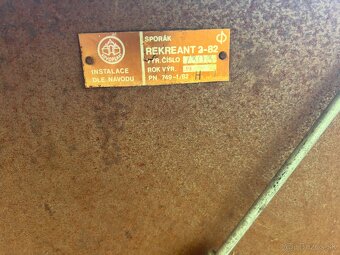 SPORÁK
REKREANT 3-82
VÝR. ČÍSLO
ROK VÝR.
PN 749-1/82 H
INSTALACE
DLE NÁVODU